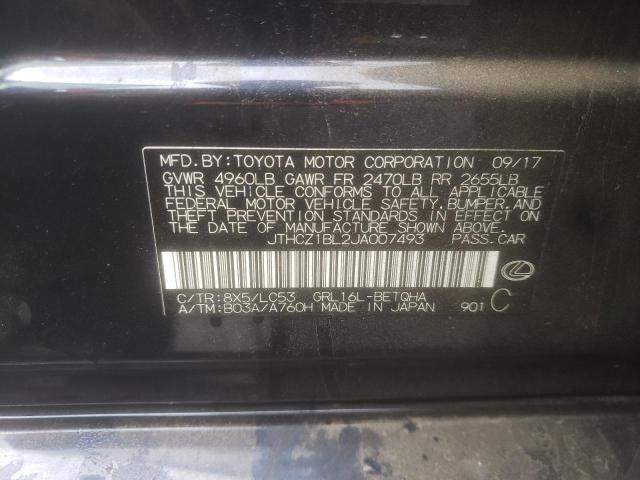 MFD.BY:TOYOTA MOTOR CORPORATION 09/17
GVWR 4960LB GAWR FR 2470LB RR 2655LB
THIS VEHICLE CONFORMS TO ALL APPLICABLE
FEDERAL MOTOR VEHICLE SAFETY,BUMPER,AND
THEFT PREVENTION STANDARDS IN EFFECT ON
THE DATE OF MANUFACTURE SHOWN ABOVE.
JTHCZ1BL2JA007493 PASS.CAR
C/TR:8X5/LC53 GRL16L-BETQHA
A/TM:B03A/A760H MADE IN JAPAN 901 C